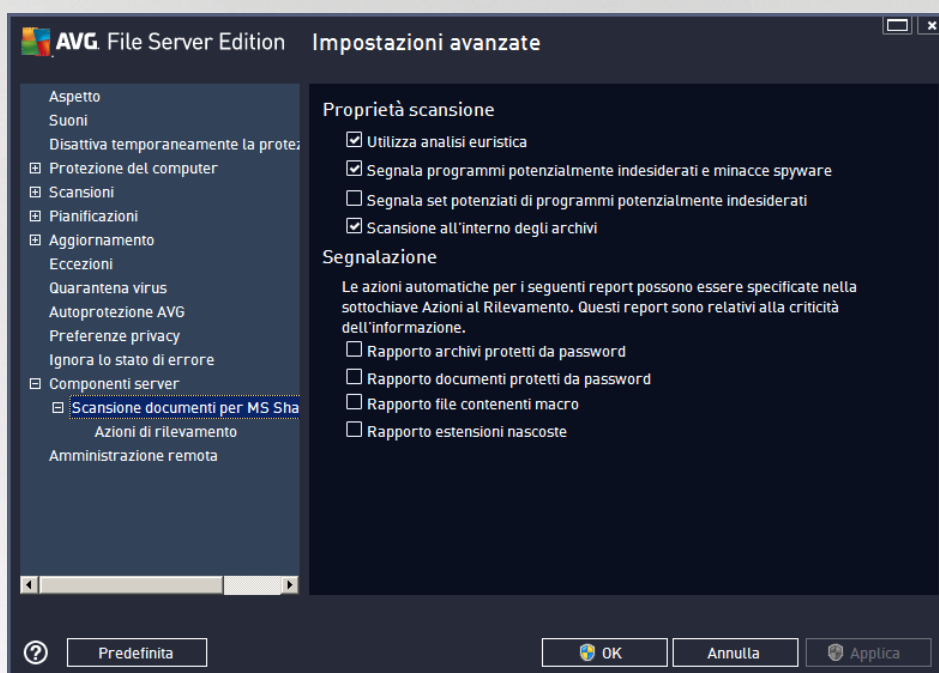 AVG. File Server Edition Impostazioni avanzate
Aspetto
Suoni
Disattiva temporaneamente la protez
Protezione del computer
Scansioni
Pianificazioni
Aggiornamento
Eccezioni
Quarantena virus
Autoprotezione AVG
Preferenze privacy
Ignora lo stato di errore
Componenti server
Scansione documenti per MS Sha
Azioni di rilevamento
Amministrazione remota
Proprietà scansione
Utilizza analisi euristica
Segnala programmi potenzialmente indesiderati e minacce spyware
Segnala set potenziati di programmi potenzialmente indesiderati
Scansione all'interno degli archivi
Segnalazione
Le azioni automatiche per i seguenti report possono essere specificate nella
sottochiave Azioni al Rilevamento. Questi report sono relativi alla criticità
dell'informazione.
Rapporto archivi protetti da password
Rapporto documenti protetti da password
Rapporto file contenenti macro
Rapporto estensioni nascoste
? Predefinita OK Annulla Applica